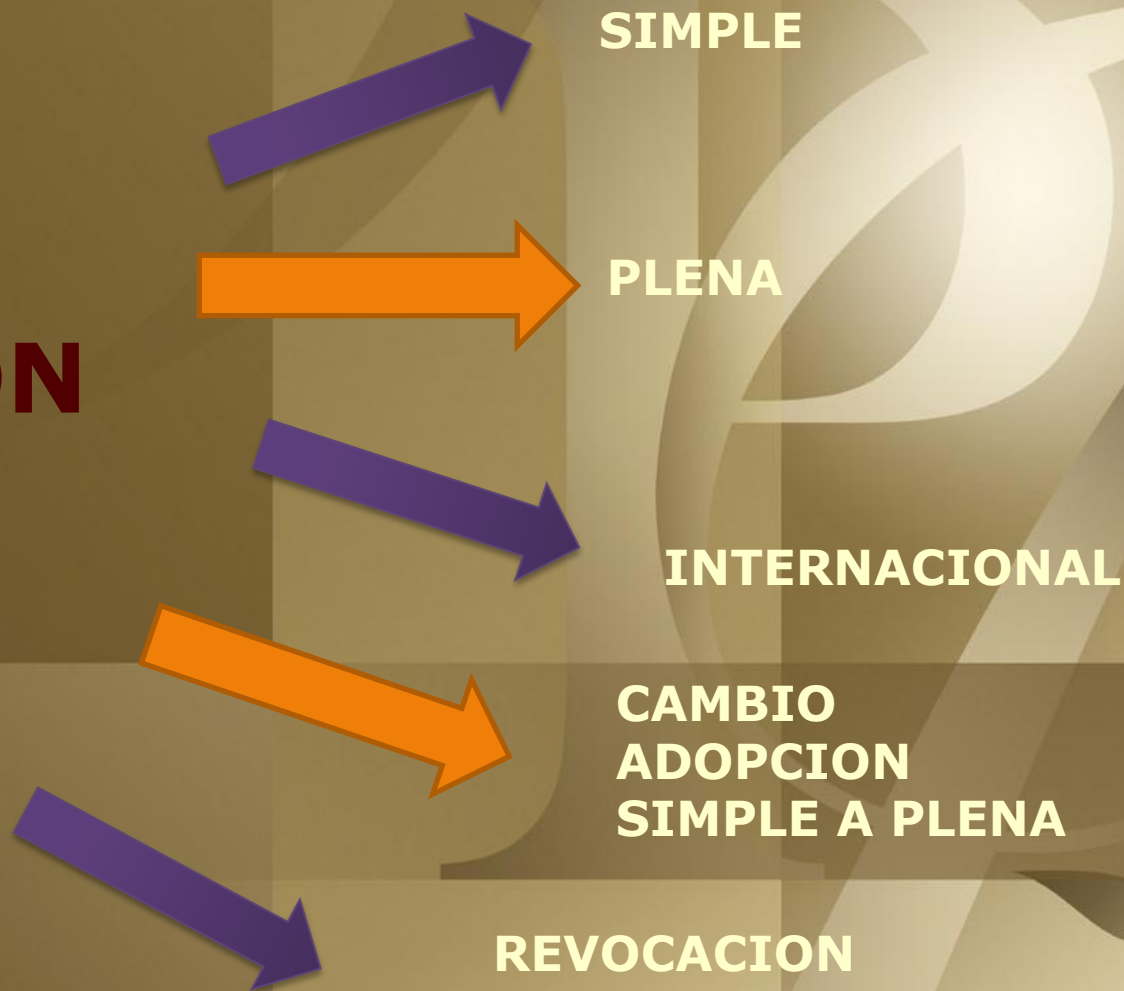 SIMPLE
PLENA
ON
INTERNACIONAL
CAMBIO
ADOPCION
SIMPLE A PLENA
REVOCACION